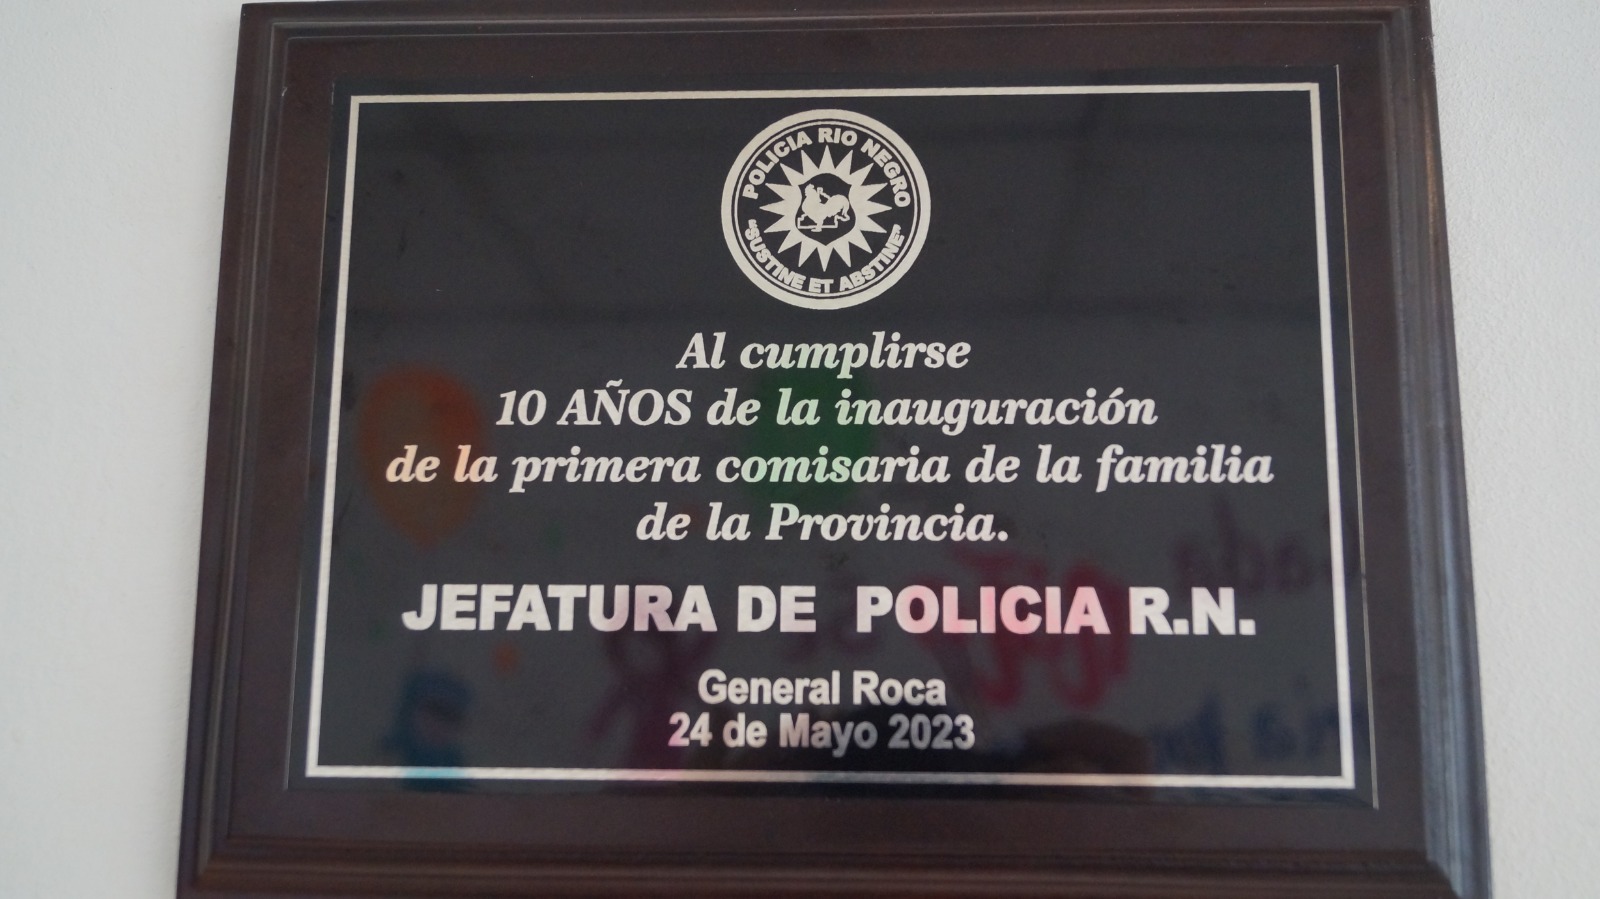 POLICIA RIO NEGRO
"SUSTINE ET ABSTINE"
Al cumplirse
10 AÑOS de la inauguración
de la primera comisaria de la familia
de la Provincia.
JEFATURA DE POLICIA R.N.
General Roca
24 de Mayo 2023